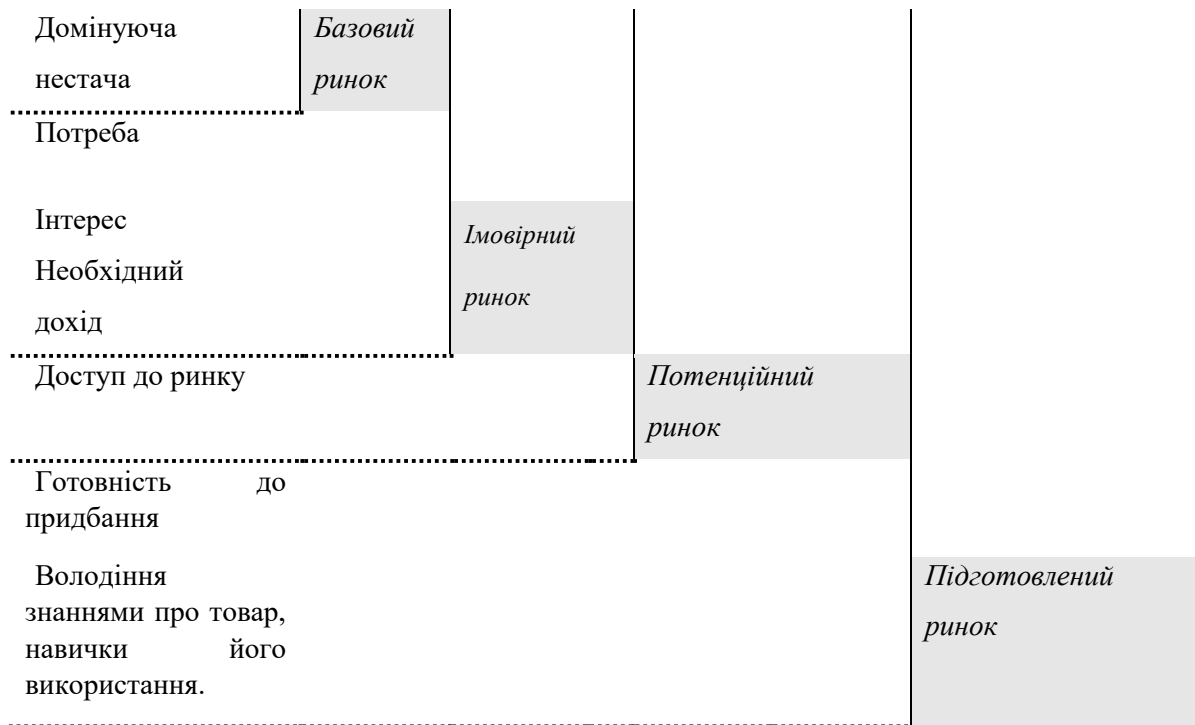 Домінуюча
нестача
Базовий
ринок
Потреба
Інтерес
Необхідний
дохід
Імовірний
ринок
Доступ до ринку
Потенційний
ринок
Готовність до
придбання
Володіння
знаннями про товар,
навички його
використання.
Підготовлений
ринок